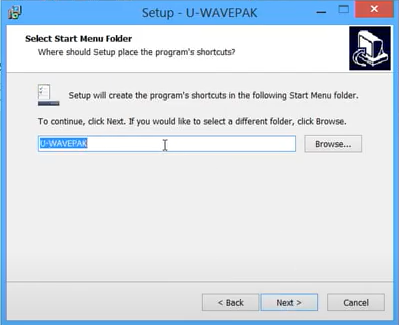 Setup - U-WAVEPAK
Select Start Menu Folder
Where should Setup place the program's shortcuts?
Setup will create the program's shortcuts in the following Start Menu folder.
To continue, click Next. If you would like to select a different folder, click Browse.
U-WAVEPAK
Browse...
< Back
Next >
Cancel